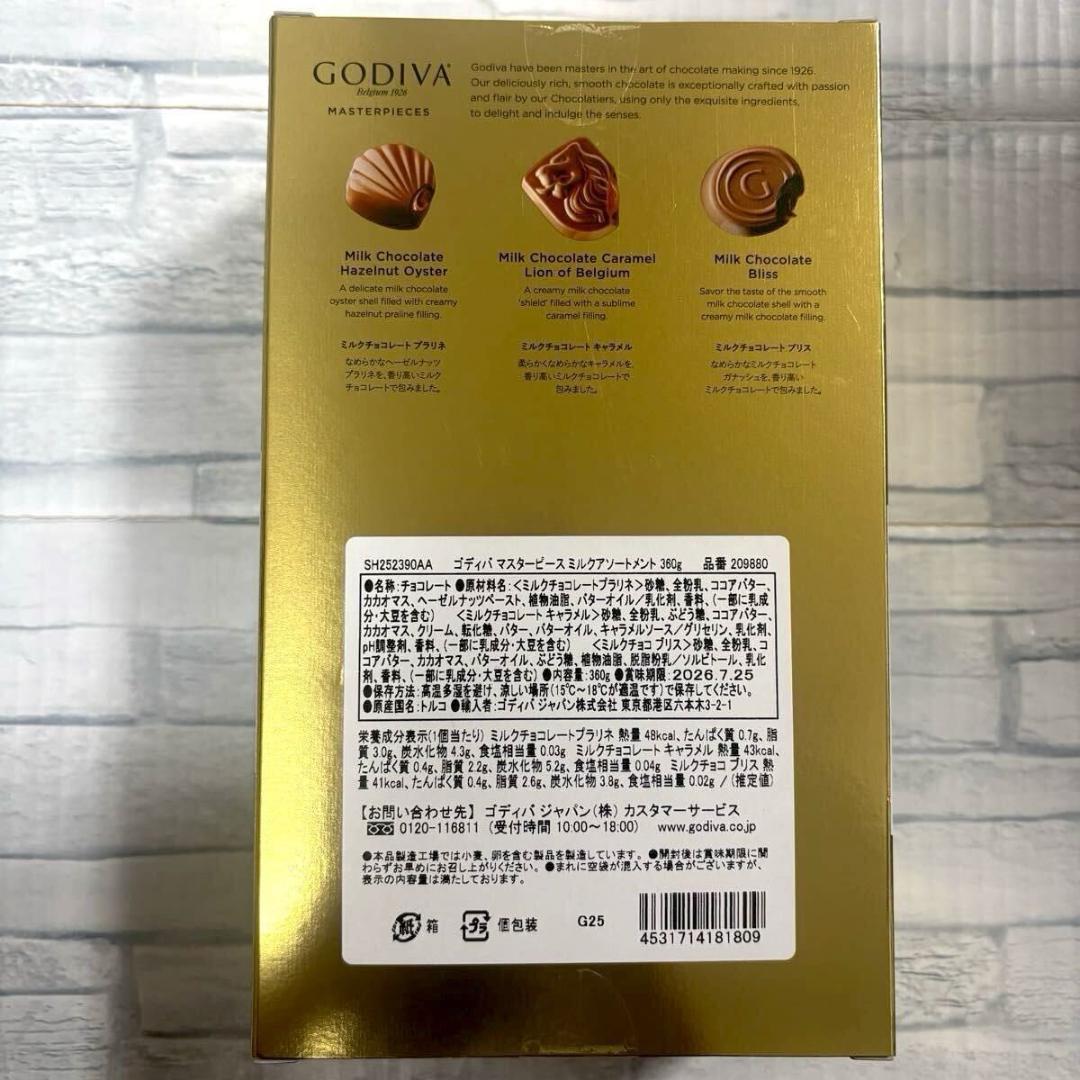 GODIVA
Belgium 1926
MASTERPIECES
Godiva have been masters in the art of chocolate making since 1926.
Our deliciously rich, smooth chocolate is exceptionally crafted with passion
and flair by our Chocolatiers, using only the exquisite ingredients,
to delight and indulge the senses.
G
Milk Chocolate
Hazelnut Oyster
A delicate milk chocolate
oyster shell filled with creamy
hazelnut praline filling.
ミルクチョコレート プラリネ
なめらかなヘーゼルナッツ
プラリネを、香り高いミルク
チョコレートで包みました。
Milk Chocolate Caramel
Lion of Belgium
A creamy milk chocolate
'shield' filled with a sublime
caramel filling.
ミルクチョコレート キャラメル
柔らかくなめらかなキャラメルを、
香り高いミルクチョコレートで
包みました。
Milk Chocolate
Bliss
Savor the taste of the smooth
milk chocolate shell with a
creamy milk chocolate filling.
ミルクチョコレート ブリス
なめらかなミルクチョコレート
ガナッシュを、香り高い
ミルクチョコレートで包みました。
SH252390AA ゴディバ マスターピース ミルクアソートメント 360g 品番 209880
●名称:チョコレート ●原材料名:<ミルクチョコレートプラリネ>砂糖、全粉乳、ココアバター、
カカオマス、ヘーゼルナッツペースト、植物油脂、バターオイル/乳化剤、香料、(一部に乳成
分・大豆を含む) <ミルクチョコレート キャラメル>砂糖、全粉乳、ぶどう糖、ココアバター、
カカオマス、クリーム、転化糖、バター、バターオイル、キャラメルソース/グリセリン、乳化剤、
pH調整剤、香料、(一部に乳成分・大豆を含む) <ミルクチョコ ブリス>砂糖、全粉乳、コ
コアバター、カカオマス、バターオイル、ぶどう糖、植物油脂、脱脂粉乳/ソルビトール、乳化
剤、香料、(一部に乳成分・大豆を含む) ●内容量:360g ●賞味期限:2026.7.25
●保存方法:高温多湿を避け、涼しい場所(15℃~18℃が適温です)で保存してください。
●原産国名:トルコ ●輸入者:ゴディバ ジャパン株式会社 東京都港区六本木3-2-1
栄養成分表示(1個当たり) ミルクチョコレートプラリネ 熱量 48kcal、たんぱく質 0.7g、脂
質 3.0g、炭水化物 4.3g、食塩相当量 0.03g ミルクチョコレート キャラメル 熱量 43kcal、
たんぱく質 0.4g、脂質 2.2g、炭水化物 5.2g、食塩相当量 0.04g ミルクチョコ ブリス 熱
量 41kcal、たんぱく質 0.4g、脂質 2.6g、炭水化物 3.8g、食塩相当量 0.02g / (推定値)
【お問い合わせ先】 ゴディバ ジャパン(株) カスタマーサービス
0120-116811 (受付時間 10:00~18:00) www.godiva.co.jp
●本品製造工場では小麦、卵を含む製品を製造しています。 ●開封後は賞味期限に関
わらずお早めにお召し上がりください。 ●まれに空袋が混入する場合がございますが、
表示の内容量は満たしております。
紙 箱 プラ 個包装 G25
4531714181809